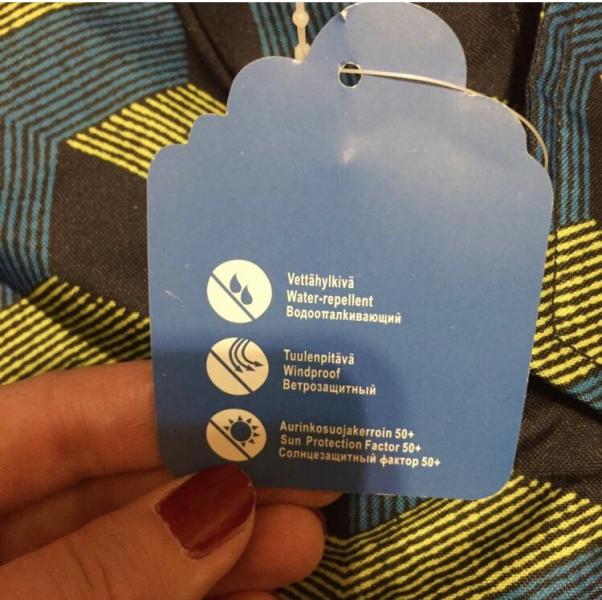 Vettähylkivä
Water-repellent
Водоотталкивающий
Tuulenpitävä
Windproof
Ветрозащитный
Aurinkosuojakerroin 50+
Sun Protection Factor 50+
Солнцезащитный фактор 50+